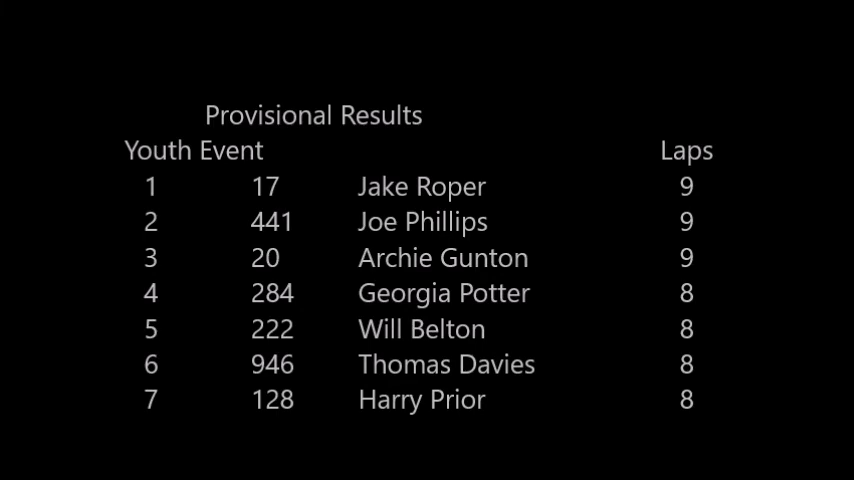 Provisional Results
Youth Event Laps
1 17 Jake Roper 9
2 441 Joe Phillips 9
3 20 Archie Gunton 9
4 284 Georgia Potter 8
5 222 Will Belton 8
6 946 Thomas Davies 8
7 128 Harry Prior 8